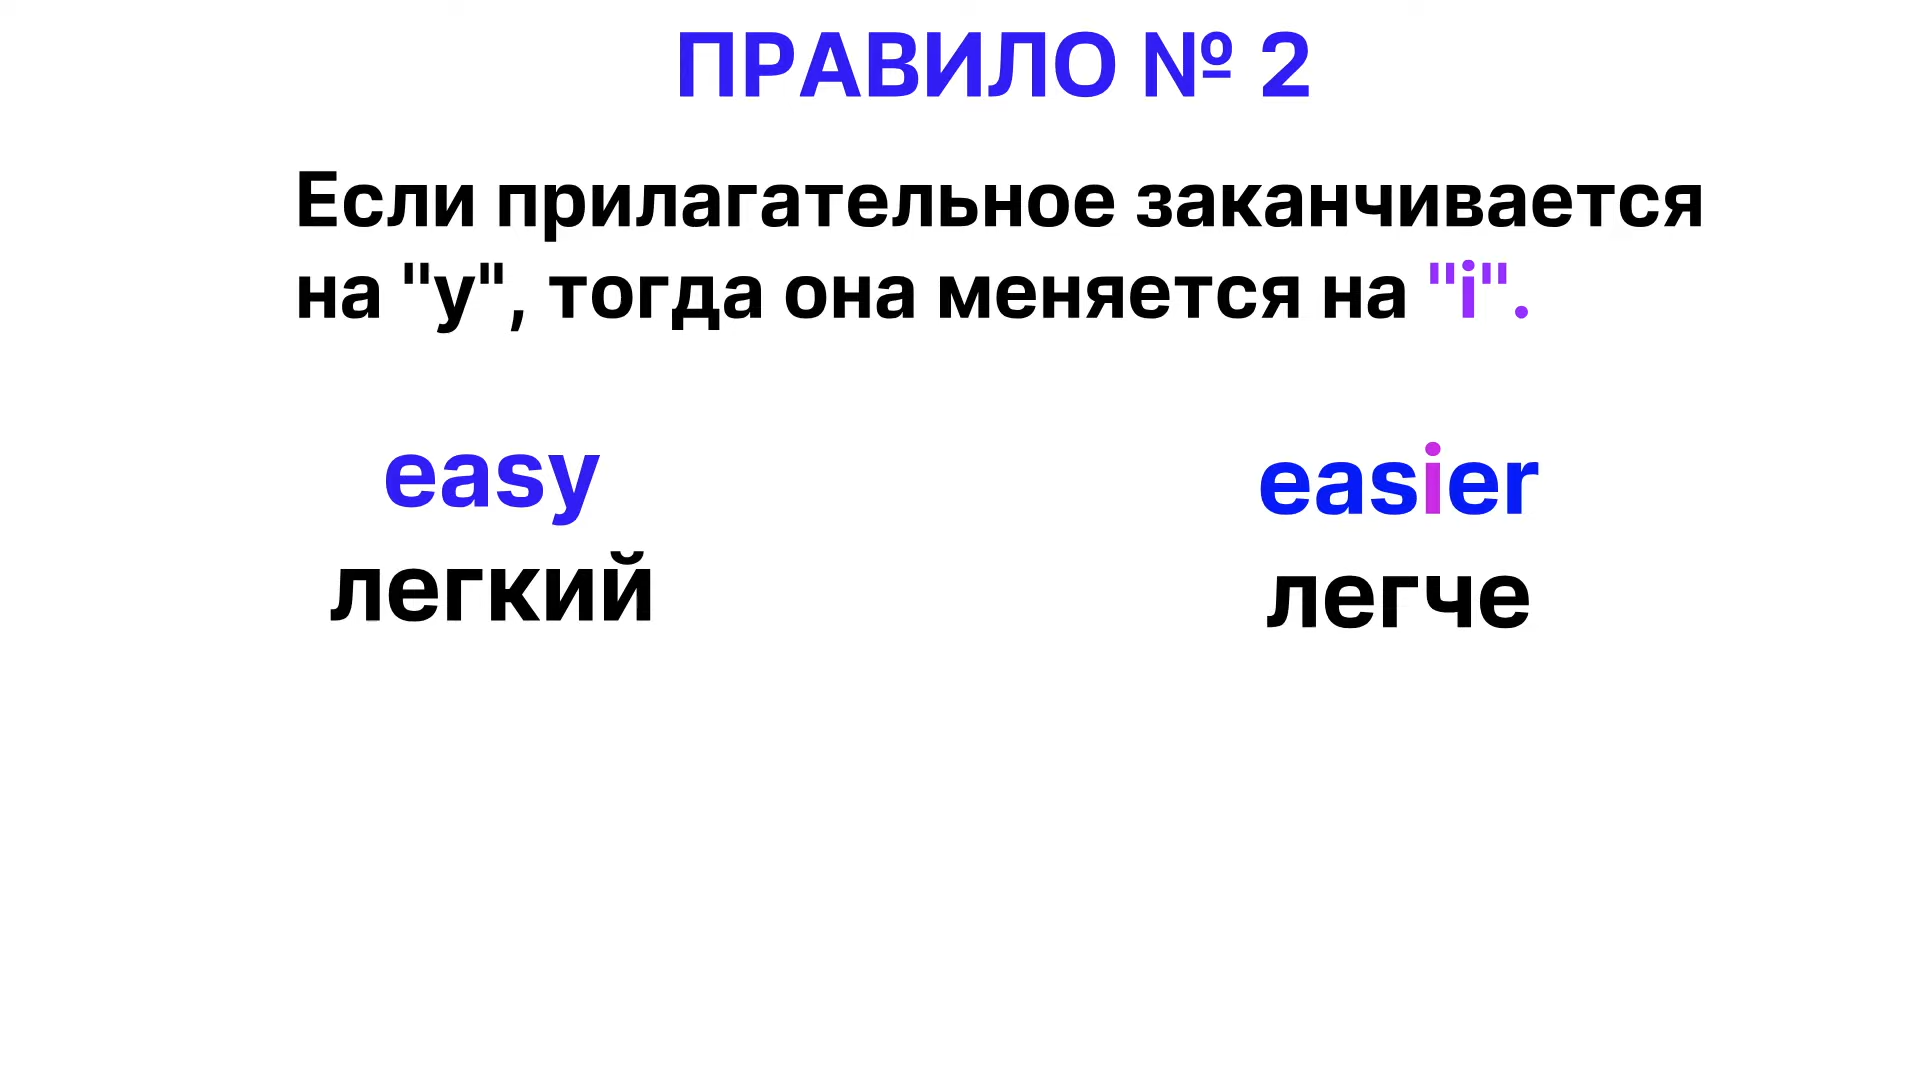 ПРАВИЛО № 2
Если прилагательное заканчивается
на "y", тогда она меняется на "i".
easy
легкий
easier
легче